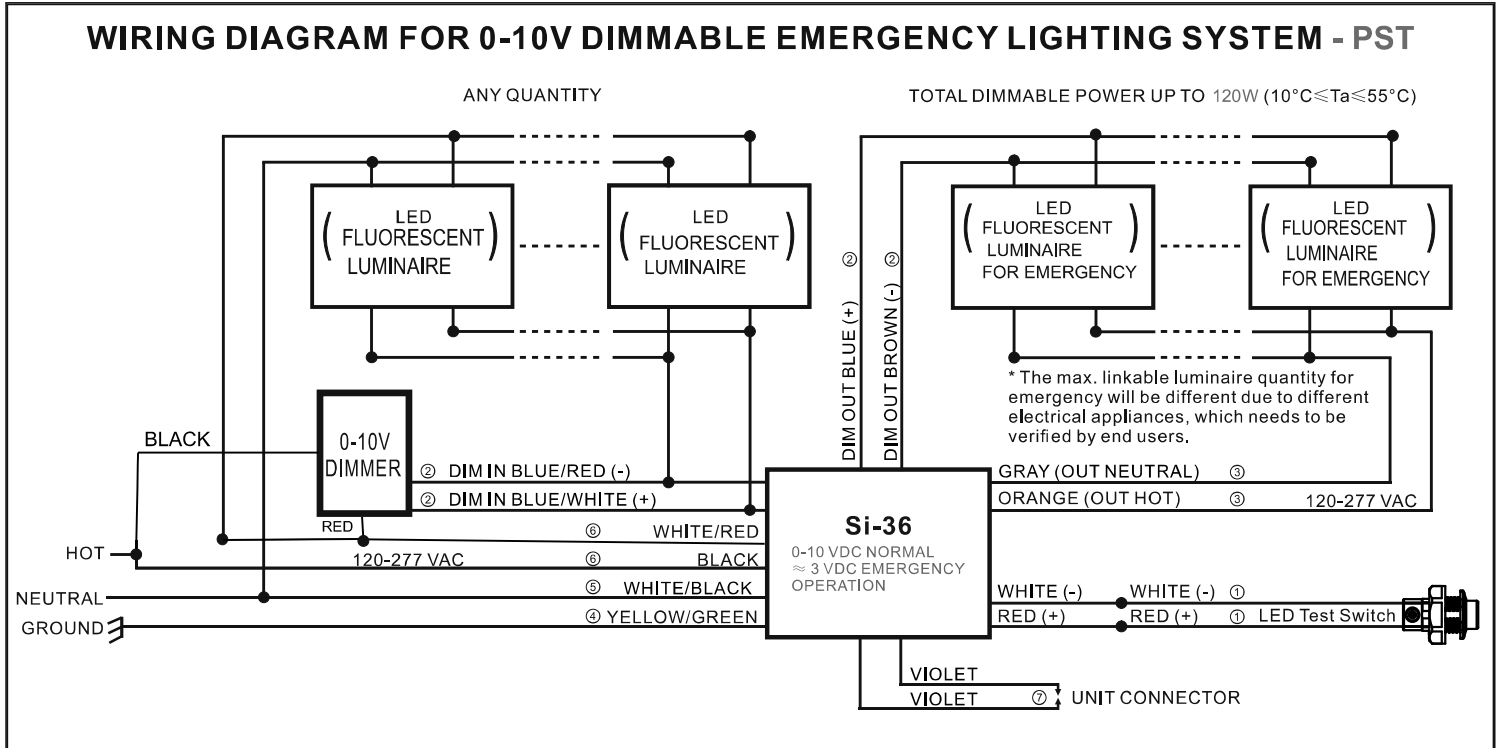 WIRING DIAGRAM FOR 0-10V DIMMABLE EMERGENCY LIGHTING SYSTEM - PST
ANY QUANTITY
TOTAL DIMMABLE POWER UP TO 120W (10°C≤Ta≤55°C)
( LED
FLUORESCENT )
LUMINAIRE
( LED
FLUORESCENT )
LUMINAIRE
( LED
FLUORESCENT )
LUMINAIRE
FOR EMERGENCY
( LED
FLUORESCENT )
LUMINAIRE
FOR EMERGENCY
DIM OUT BLUE (+) ②
DIM OUT BROWN (-) ②
* The max. linkable luminaire quantity for
emergency will be different due to different
electrical appliances, which needs to be
verified by end users.
BLACK
0-10V
DIMMER
② DIM IN BLUE/RED (-)
② DIM IN BLUE/WHITE (+)
RED
⑥ WHITE/RED
HOT
120-277 VAC ⑥ BLACK
⑤ WHITE/BLACK
NEUTRAL
④ YELLOW/GREEN
GROUND
Si-36
0-10 VDC NORMAL
≈ 3 VDC EMERGENCY
OPERATION
GRAY (OUT NEUTRAL) ③
ORANGE (OUT HOT) ③ 120-277 VAC
WHITE (-) WHITE (-) ①
RED (+) RED (+) ① LED Test Switch
VIOLET
VIOLET ⑦ UNIT CONNECTOR